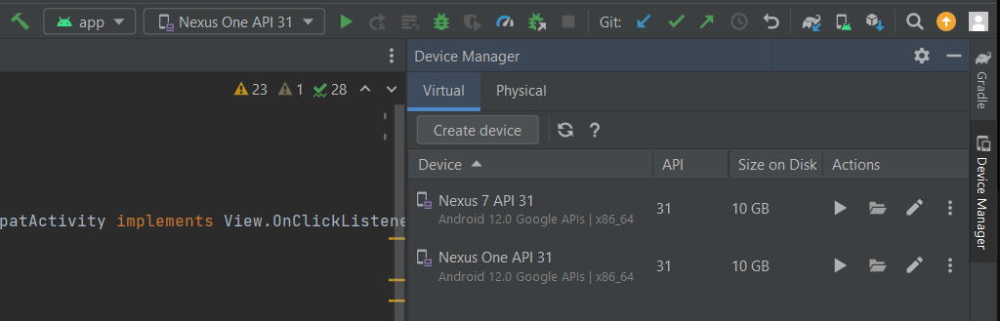 app
Nexus One API 31
Git:
Device Manager
23
1
28
Virtual
Physical
Create device
?
Device
API
Size on Disk
Actions
Nexus 7 API 31
Android 12.0 Google APIs | x86_64
31
10 GB
Nexus One API 31
Android 12.0 Google APIs | x86_64
31
10 GB
patActivity implements View.OnClickListene
Gradle
Device Manager